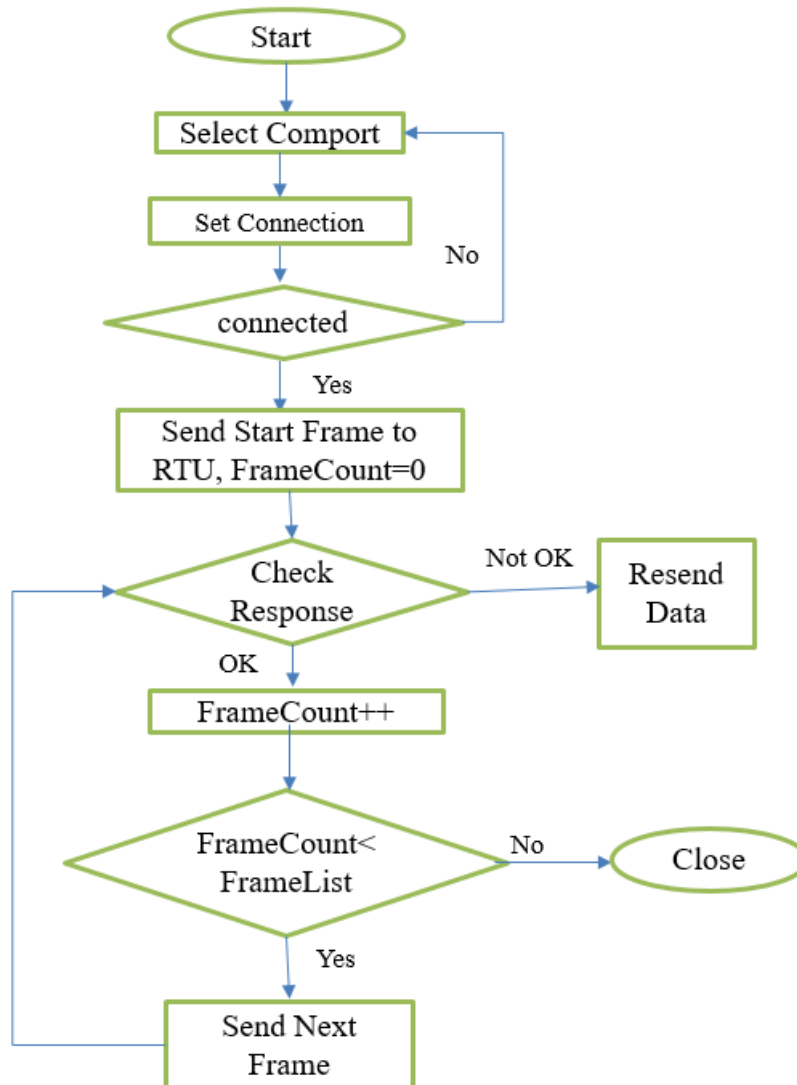 Start
Select Comport
Set Connection
No
connected
Yes
Send Start Frame to
RTU, FrameCount=0
Check
Response
Not OK
Resend
Data
OK
FrameCount++
FrameCount<
FrameList
No
Close
Yes
Send Next
Frame